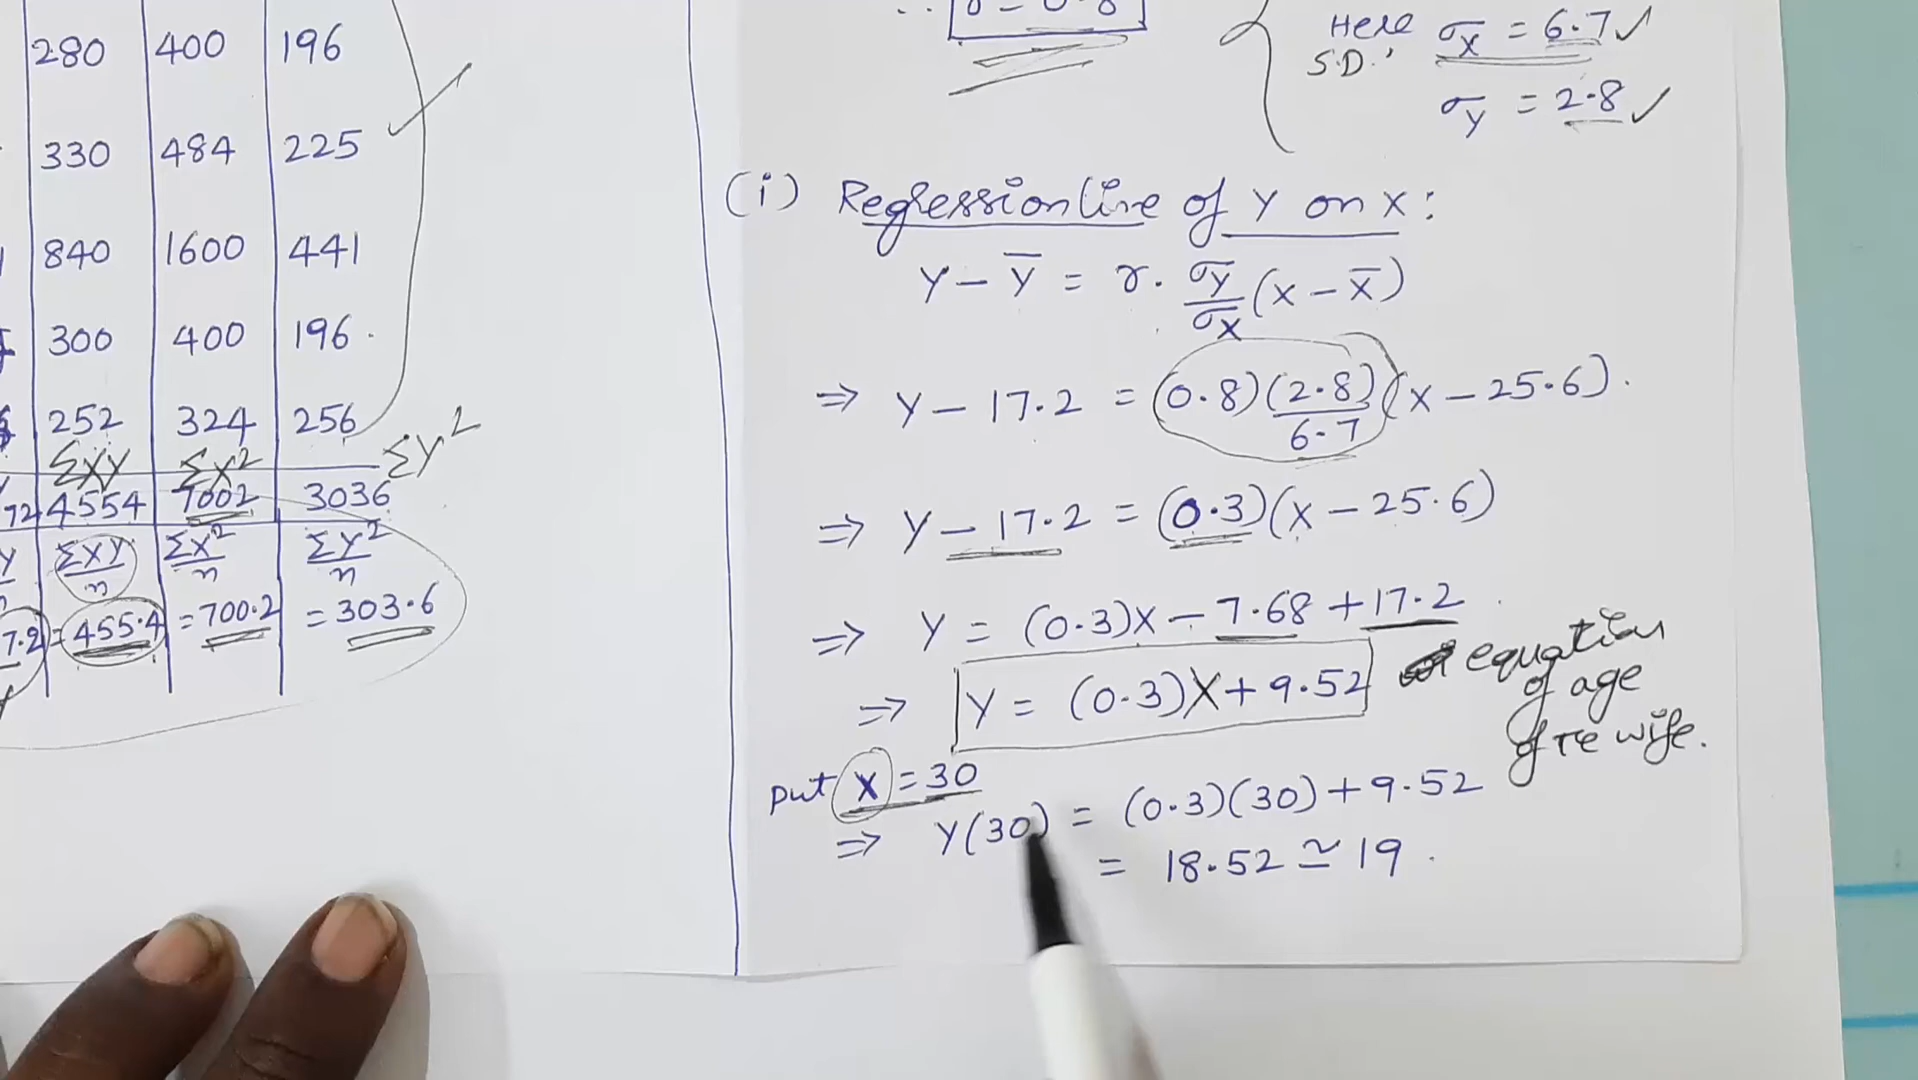 280 400 196
330 484 225
840 1600 441
300 400 196
252 324 256
ΣXY ΣX² ΣY²
72 4554 7002 3036
ΣXY/n ΣX²/n ΣY²/n
7.2 = 455.4 = 700.2 = 303.6
Here σx = 6.7 ✓
S.D.'
σy = 2.8 ✓
(i) Regression line of Y on X:
Y - Y̅ = r. σy/σx (X - X̅)
⇒ Y - 17.2 = (0.8)(2.8/6.7)(X - 25.6).
⇒ Y - 17.2 = (0.3)(X - 25.6)
⇒ Y = (0.3)X - 7.68 + 17.2
⇒ Y = (0.3)X + 9.52
equation
of age
of te wife.
put X = 30
⇒ Y(30) = (0.3)(30) + 9.52
= 18.52 ≃ 19.